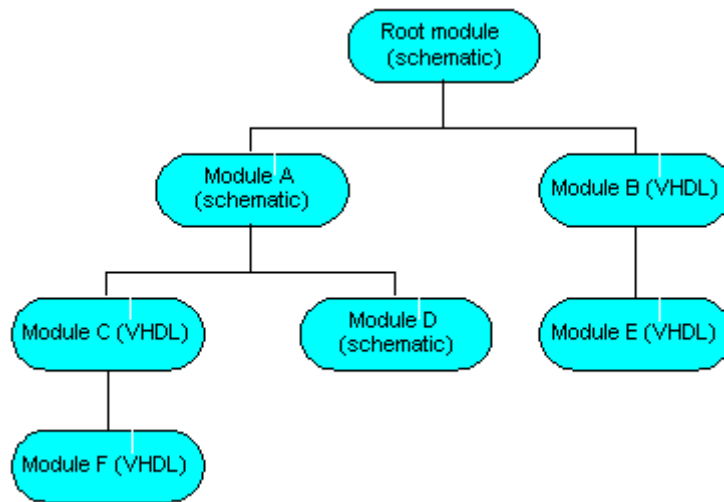 Root module
(schematic)
Module A
(schematic)
Module B (VHDL)
Module C (VHDL)
Module D
(schematic)
Module E (VHDL)
Module F (VHDL)